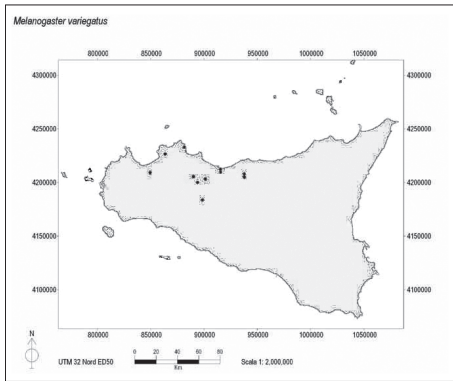 Melanogaster variegatus
800000 850000 900000 950000 1000000 1050000
4300000 4300000
4250000 4250000
4200000 4200000
4150000 4150000
4100000 4100000
800000 850000 900000 950000 1000000 1050000
N
0 20 40 60 80
Km
UTM 32 Nord ED50
Scala 1: 2,000,000